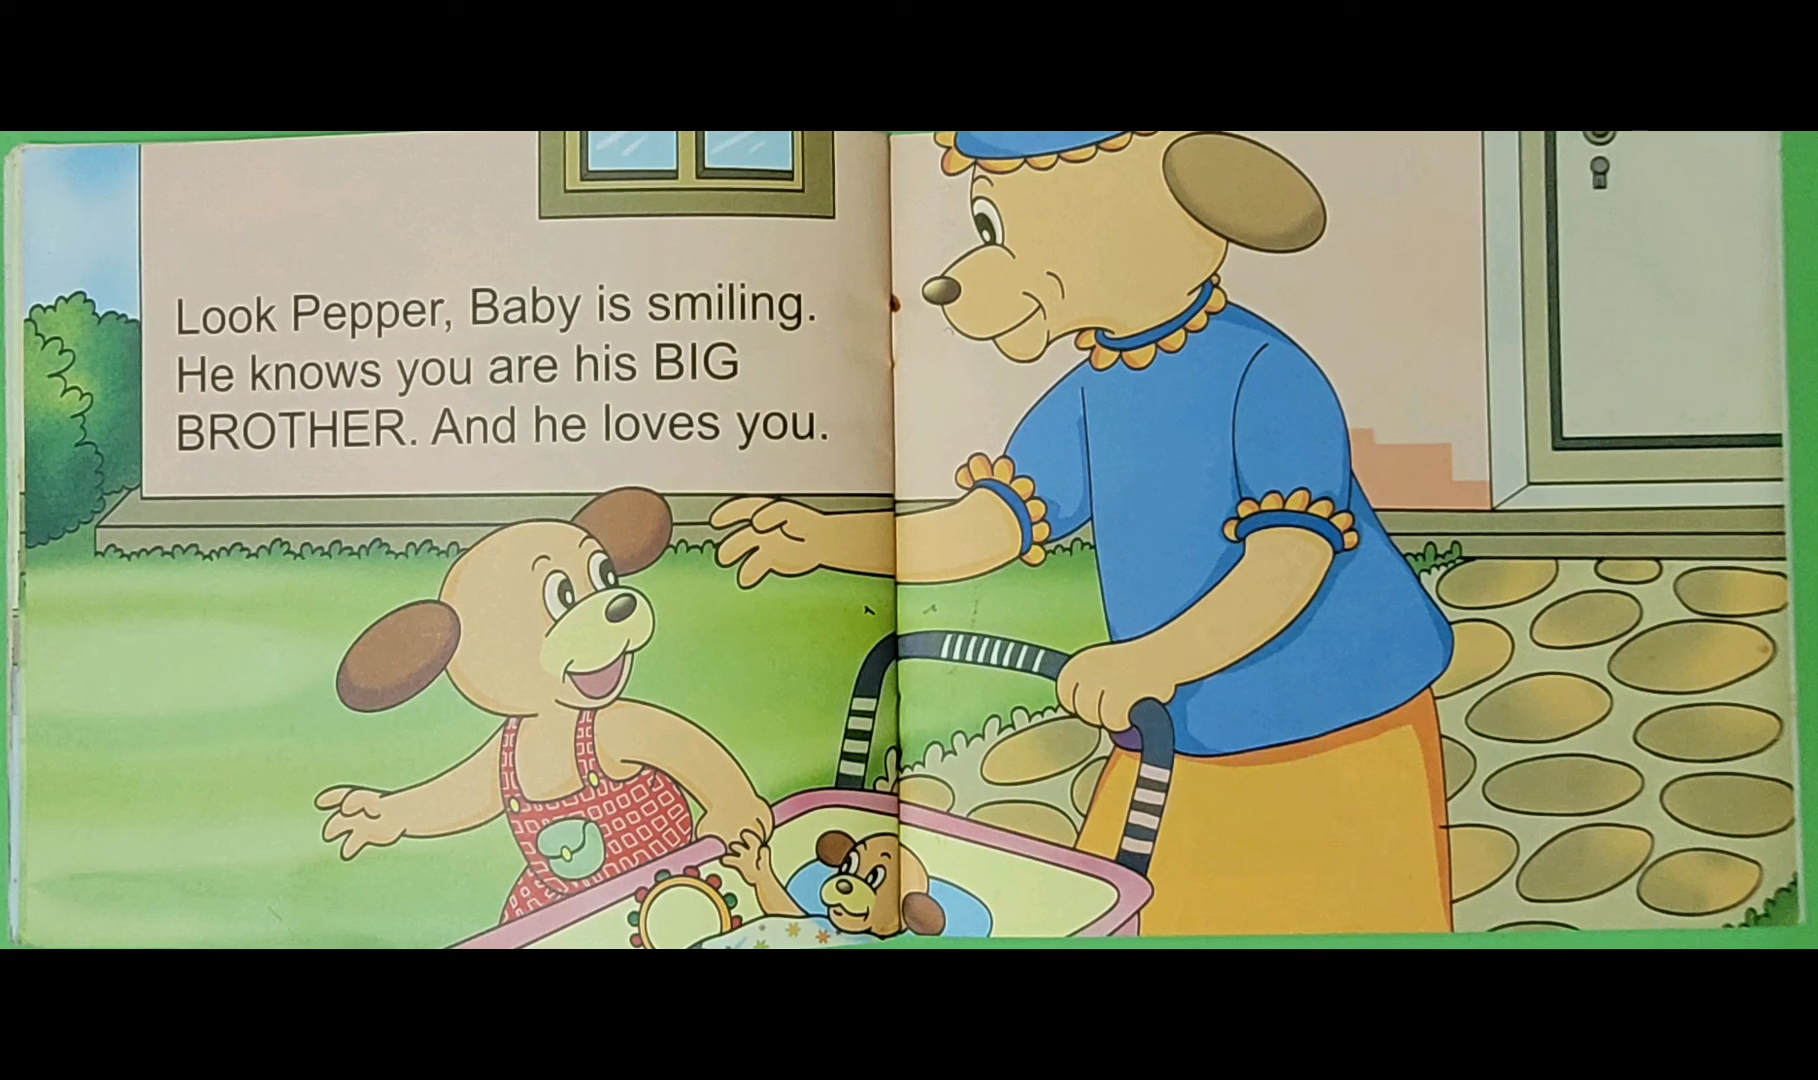 Look Pepper, Baby is smiling.
He knows you are his BIG
BROTHER. And he loves you.